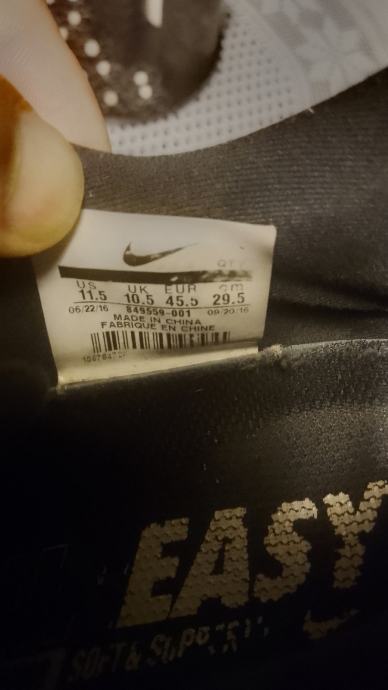 US UK EUR cm
11.5 10.5 45.5 29.5
06/22/16 849559-001 09/20/16
MADE IN CHINA
FABRIQUE EN CHINE
EASY
SOFT &